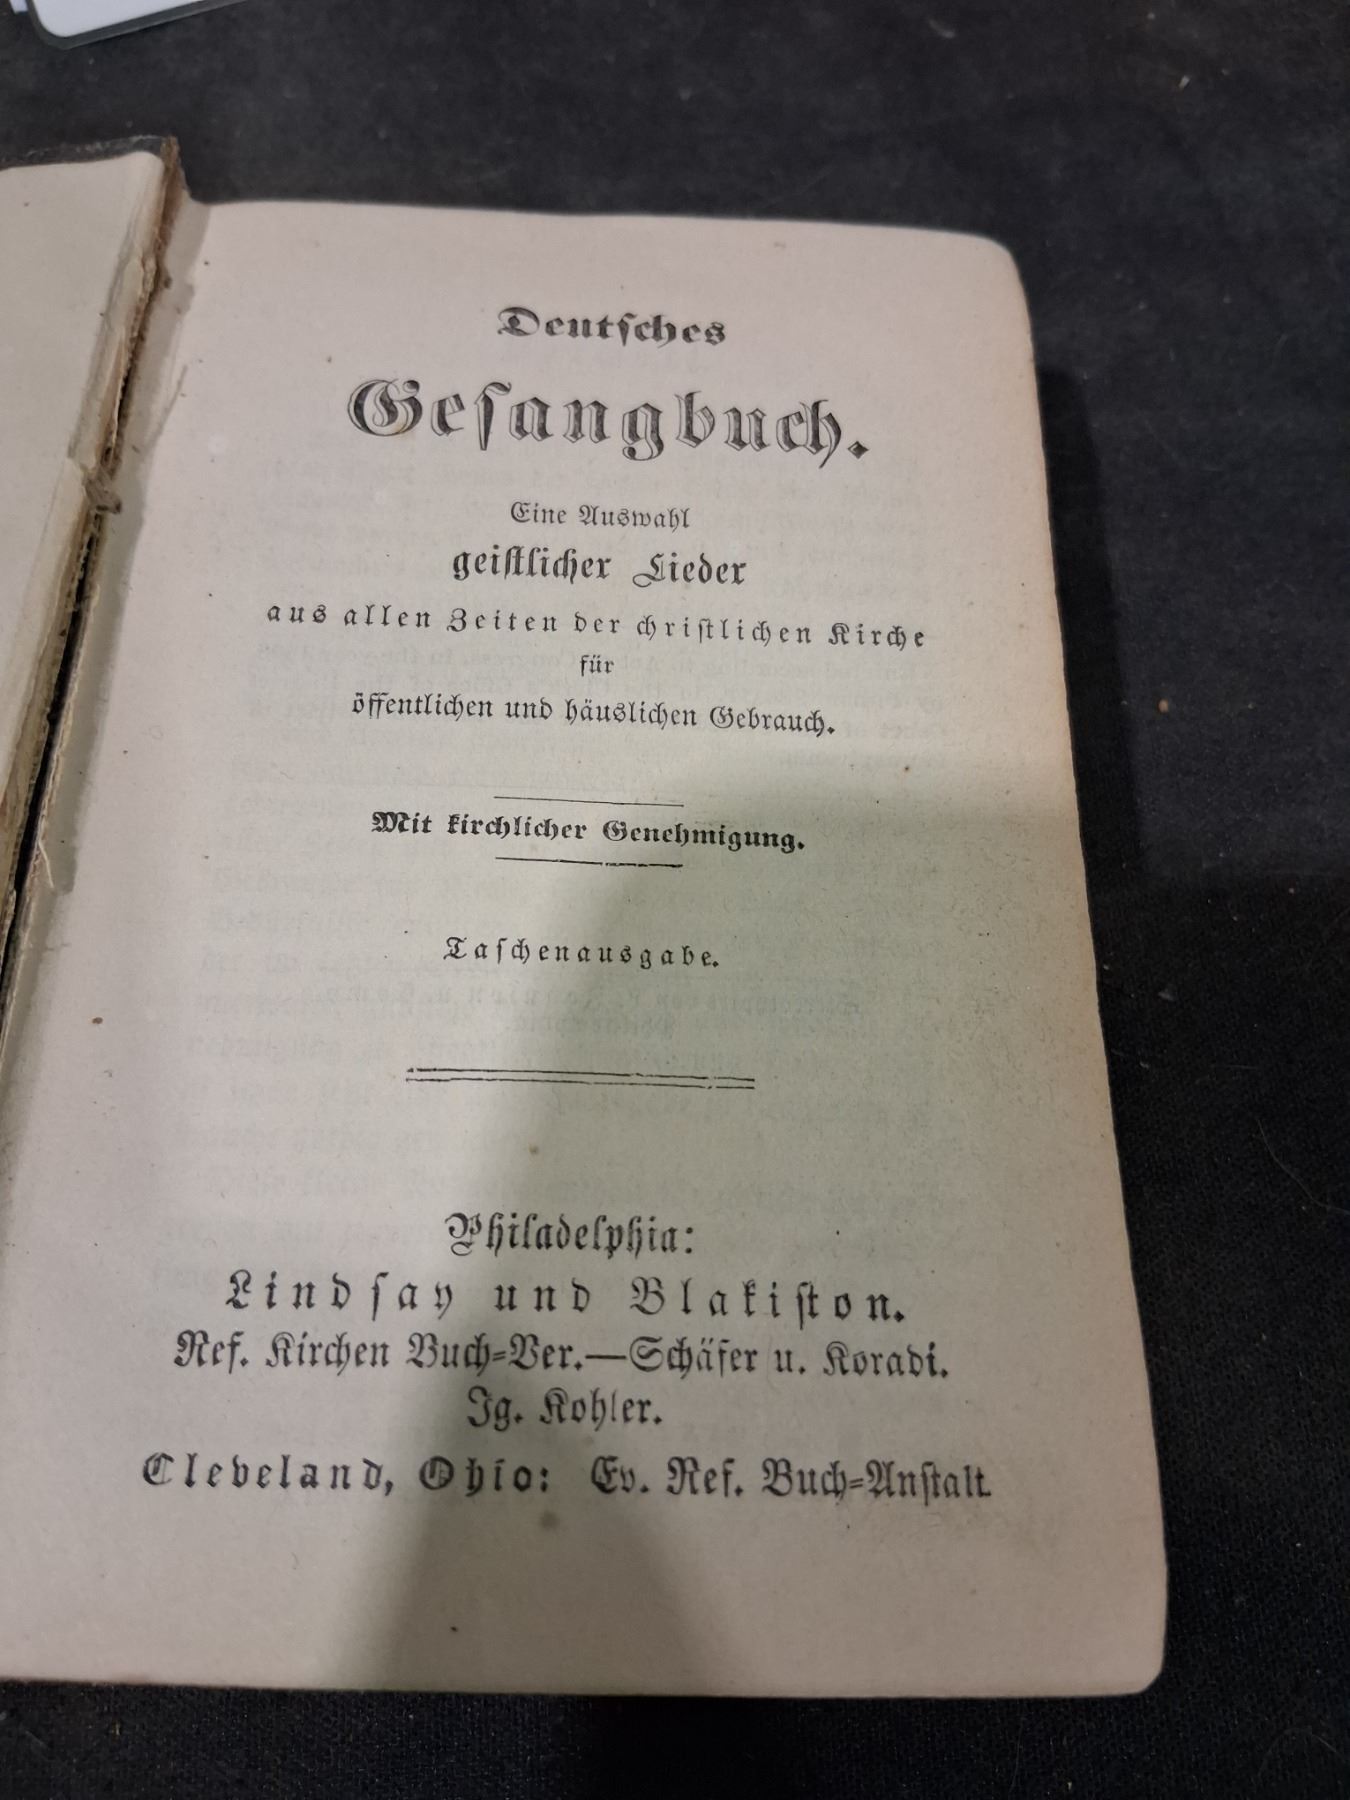 Deutsches
Gesangbuch.
Eine Auswahl
geistlicher Lieder
aus allen Zeiten der christlichen Kirche
für
öffentlichen und häuslichen Gebrauch.
Mit kirchlicher Genehmigung.
Taschenausgabe.
Philadelphia:
Lindsay und Blakiston.
Ref. Kirchen Buch=Ver.—Schäfer u. Koradi.
Ig. Kohler.
Cleveland, Ohio: Ev. Ref. Buch=Anstalt.